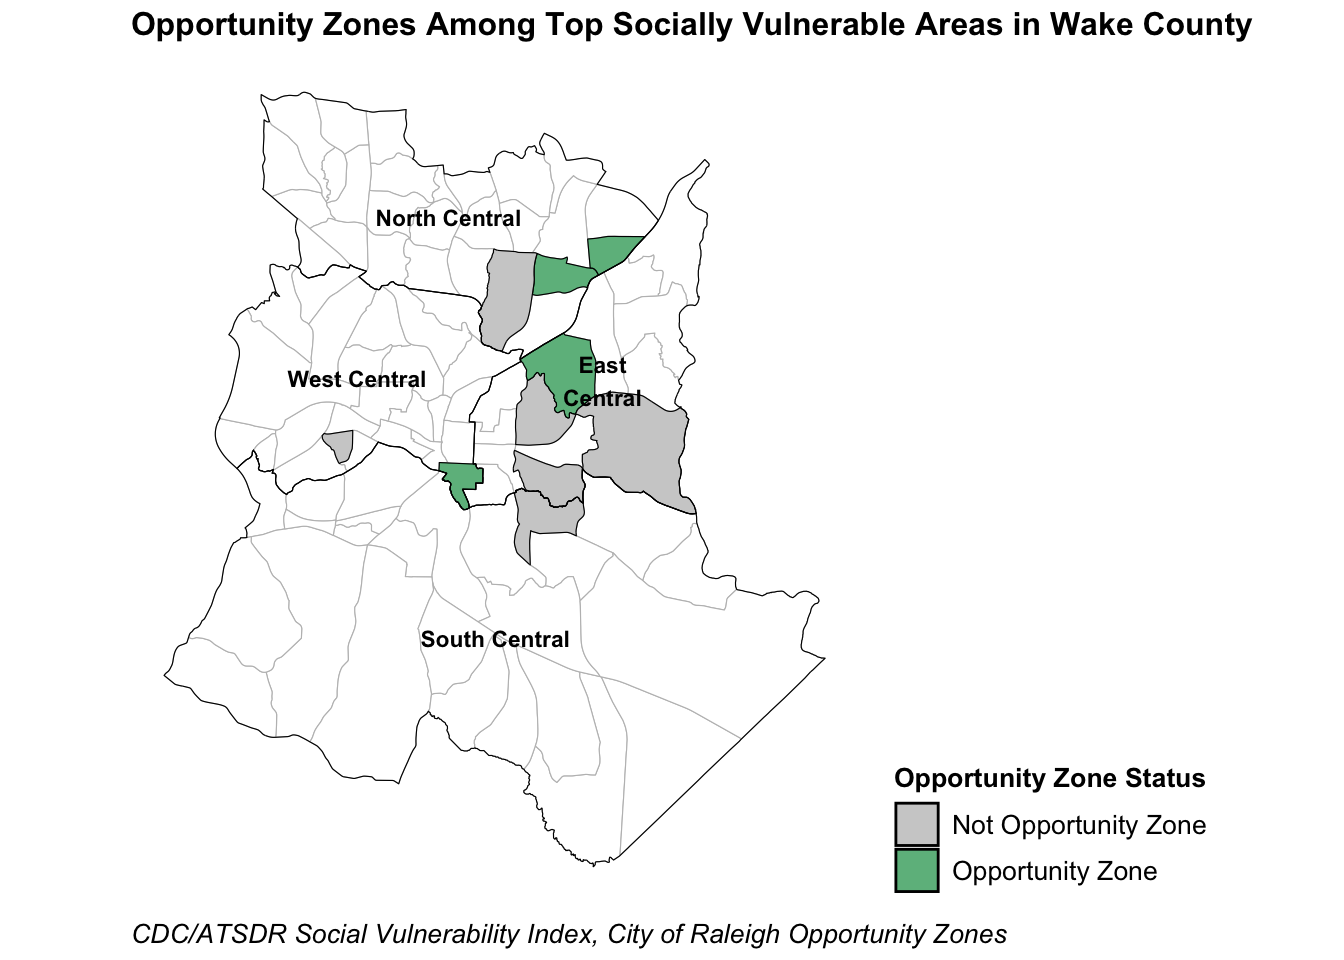 Opportunity Zones Among Top Socially Vulnerable Areas in Wake County
North Central
East
Central
West Central
South Central
Opportunity Zone Status
Not Opportunity Zone
Opportunity Zone
CDC/ATSDR Social Vulnerability Index, City of Raleigh Opportunity Zones